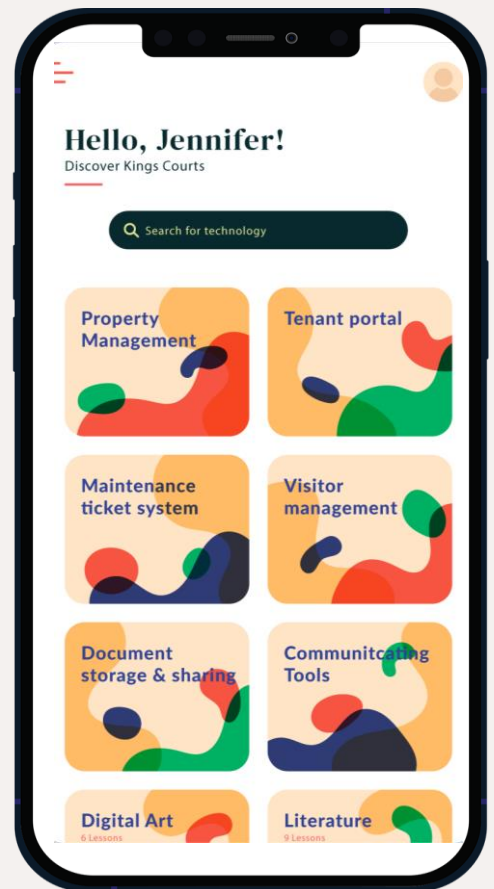 Hello, Jennifer!
Discover Kings Courts
Search for technology
Property
Management
Tenant portal
Maintenance
ticket system
Visitor
management
Document
storage & sharing
Communitcating
Tools
Digital Art
6 Lessons
Literature
9 Lessons